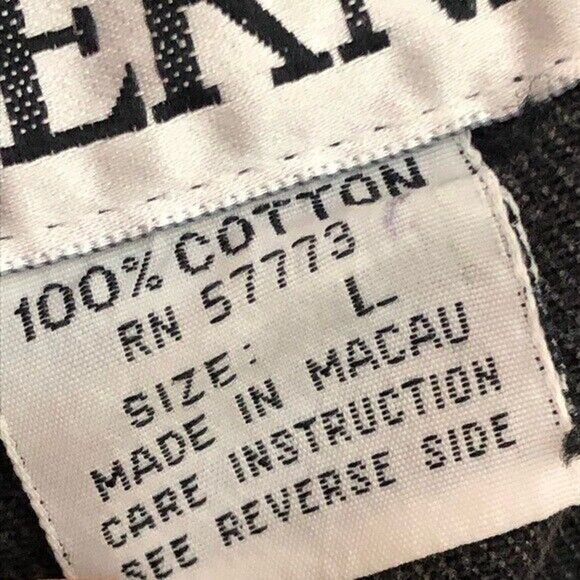 100% COTTON
RN 57773
SIZE: L
MADE IN MACAU
CARE INSTRUCTION
SEE REVERSE SIDE